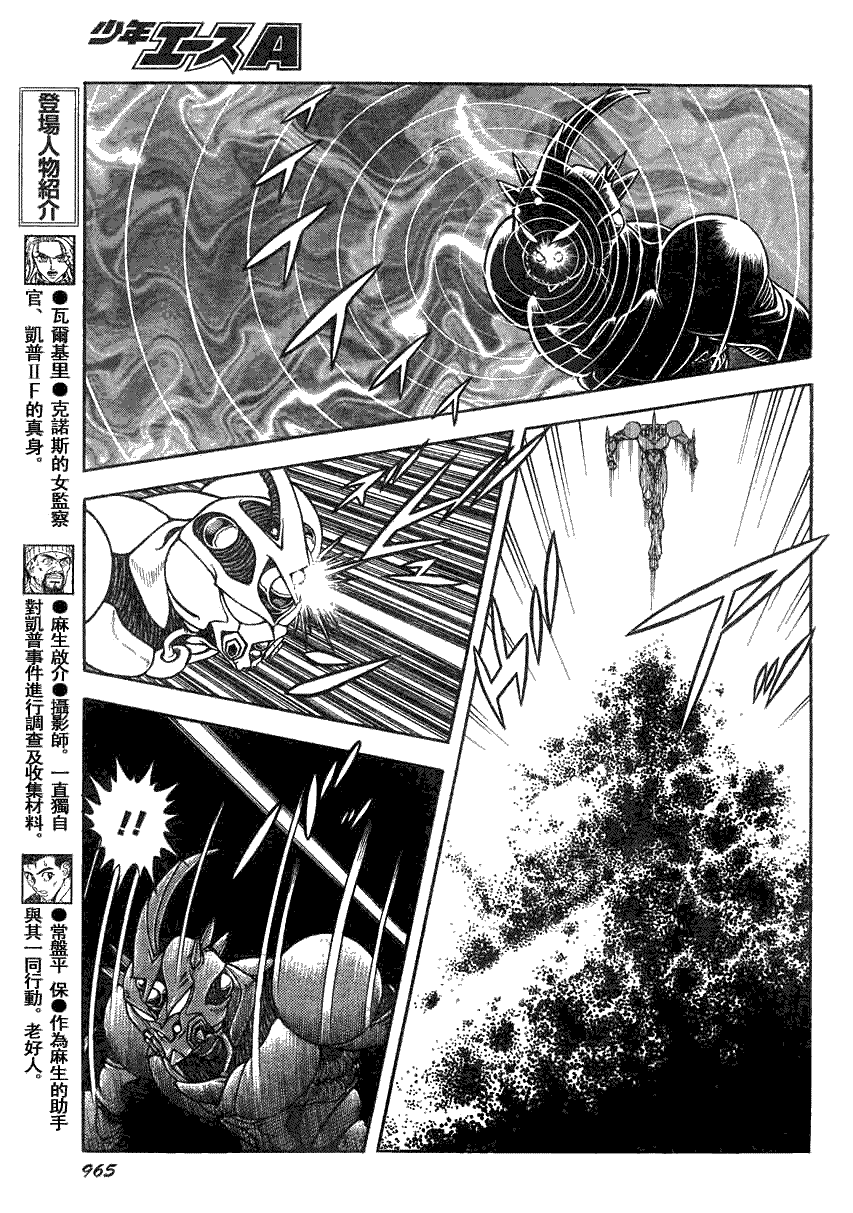 少年エースA
登場人物紹介
●瓦爾基里●克諾斯的女監察
官、凱普ⅡF的真身。
●麻生啟介●攝影師。一直獨自
對凱普事件進行調查及收集材料。
●常盤平 保●作為麻生的助手
與其一同行動。老好人。
!!
965